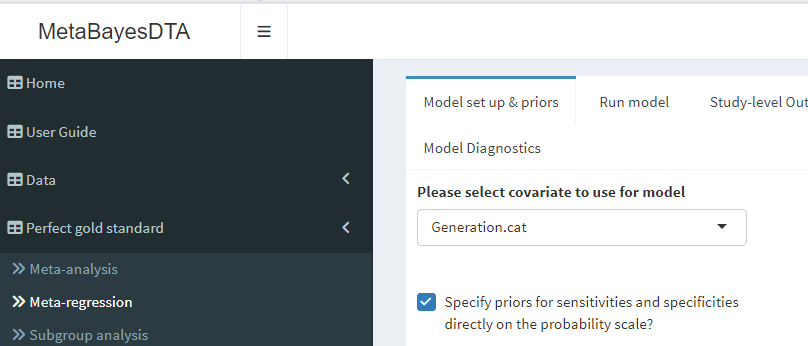 MetaBayesDTA
Home
User Guide
Data
Perfect gold standard
Meta-analysis
Meta-regression
Subgroup analysis
Model set up & priors
Run model
Study-level Out
Model Diagnostics
Please select covariate to use for model
Generation.cat
Specify priors for sensitivities and specificities
directly on the probability scale?